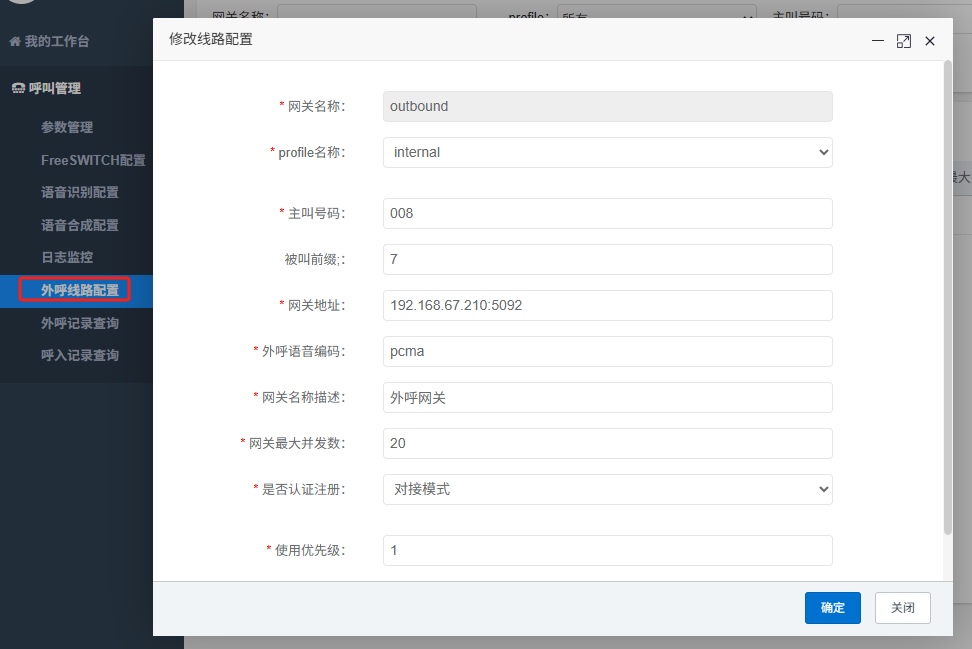 网关名称：
profile：
所有
主叫号码：
我的工作台
呼叫管理
参数管理
FreeSWITCH配置
语音识别配置
语音合成配置
日志监控
外呼线路配置
外呼记录查询
呼入记录查询
修改线路配置
* 网关名称：
outbound
* profile名称：
internal
* 主叫号码：
008
被叫前缀;：
7
* 网关地址：
192.168.67.210:5092
* 外呼语音编码：
pcma
* 网关名称描述：
外呼网关
* 网关最大并发数：
20
* 是否认证注册：
对接模式
* 使用优先级：
1
确定
关闭
最大